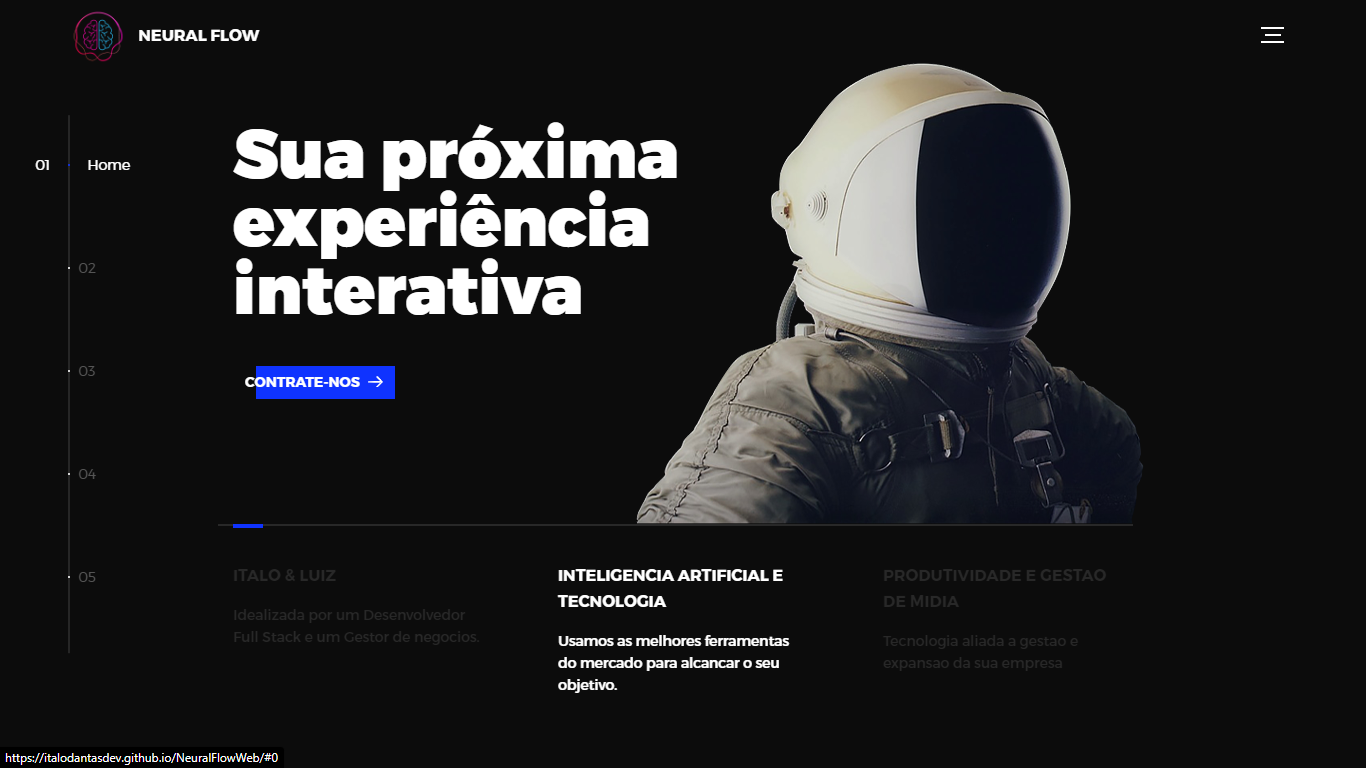 NEURAL FLOW
01 Home
Sua próxima
experiência
interativa
02
03
CONTRATE-NOS →
04
05
ITALO & LUIZ
Idealizada por um Desenvolvedor
Full Stack e um Gestor de negocios.
INTELIGENCIA ARTIFICIAL E
TECNOLOGIA
Usamos as melhores ferramentas
do mercado para alcancar o seu
objetivo.
PRODUTIVIDADE E GESTAO
DE MIDIA
Tecnologia aliada a gestao e
expansao da sua empresa
https://italodantasdev.github.io/NeuralFlowWeb/#0